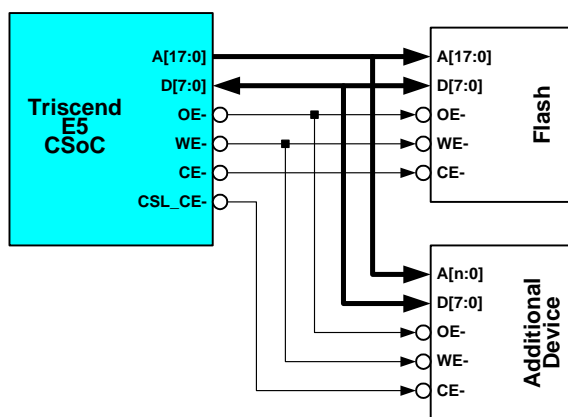 Triscend
E5
CSoC
A[17:0]
D[7:0]
OE-
WE-
CE-
CSL_CE-
A[17:0]
D[7:0]
OE-
WE-
CE-
Flash
A[n:0]
D[7:0]
OE-
WE-
CE-
Additional
Device